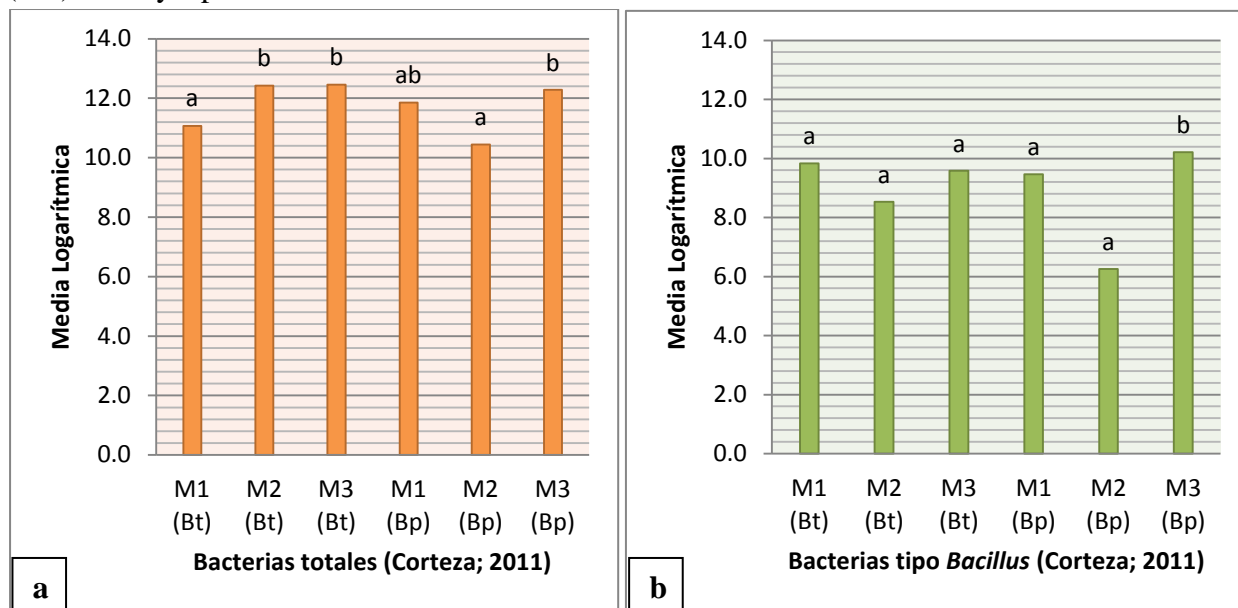 14.0
12.0
10.0
8.0
6.0
4.0
2.0
0.0
Media Logarítmica
a b b ab a b
M1 M2 M3 M1 M2 M3
(Bt) (Bt) (Bt) (Bp) (Bp) (Bp)
Bacterias totales (Corteza; 2011)
a
14.0
12.0
10.0
8.0
6.0
4.0
2.0
0.0
Media Logarítmica
a a a a a b
M1 M2 M3 M1 M2 M3
(Bt) (Bt) (Bt) (Bp) (Bp) (Bp)
Bacterias tipo Bacillus (Corteza; 2011)
b